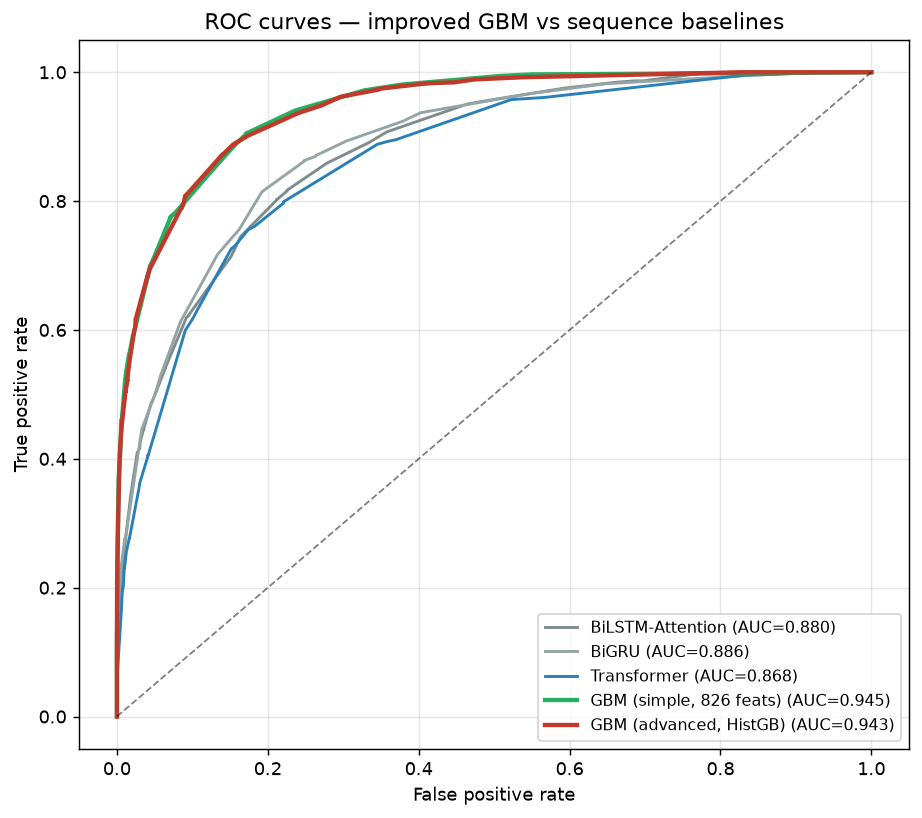 ROC curves — improved GBM vs sequence baselines
True positive rate
1.0
0.8
0.6
0.4
0.2
0.0
0.0 0.2 0.4 0.6 0.8 1.0
False positive rate
BiLSTM-Attention (AUC=0.880)
BiGRU (AUC=0.886)
Transformer (AUC=0.868)
GBM (simple, 826 feats) (AUC=0.945)
GBM (advanced, HistGB) (AUC=0.943)